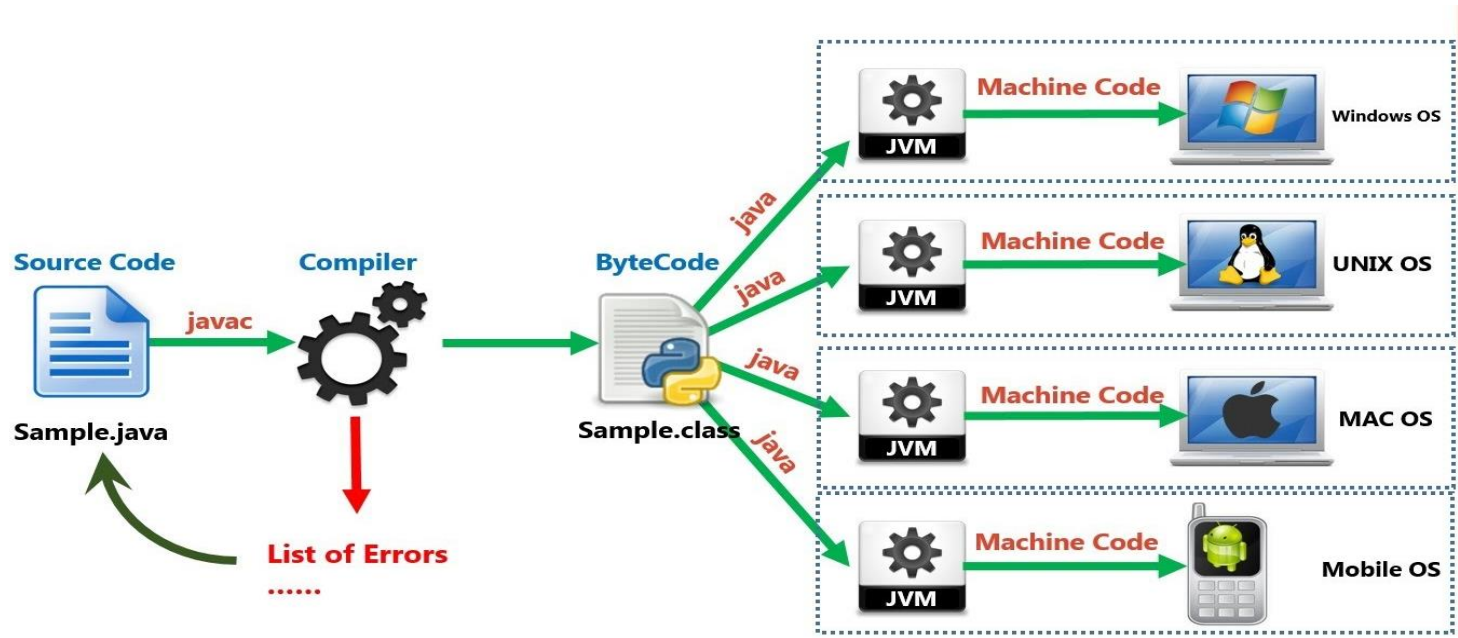 Source Code
javac
Sample.java
Compiler
List of Errors
......
ByteCode
Sample.class
java
java
java
java
JVM
Machine Code
Windows OS
JVM
Machine Code
UNIX OS
JVM
Machine Code
MAC OS
JVM
Machine Code
Mobile OS